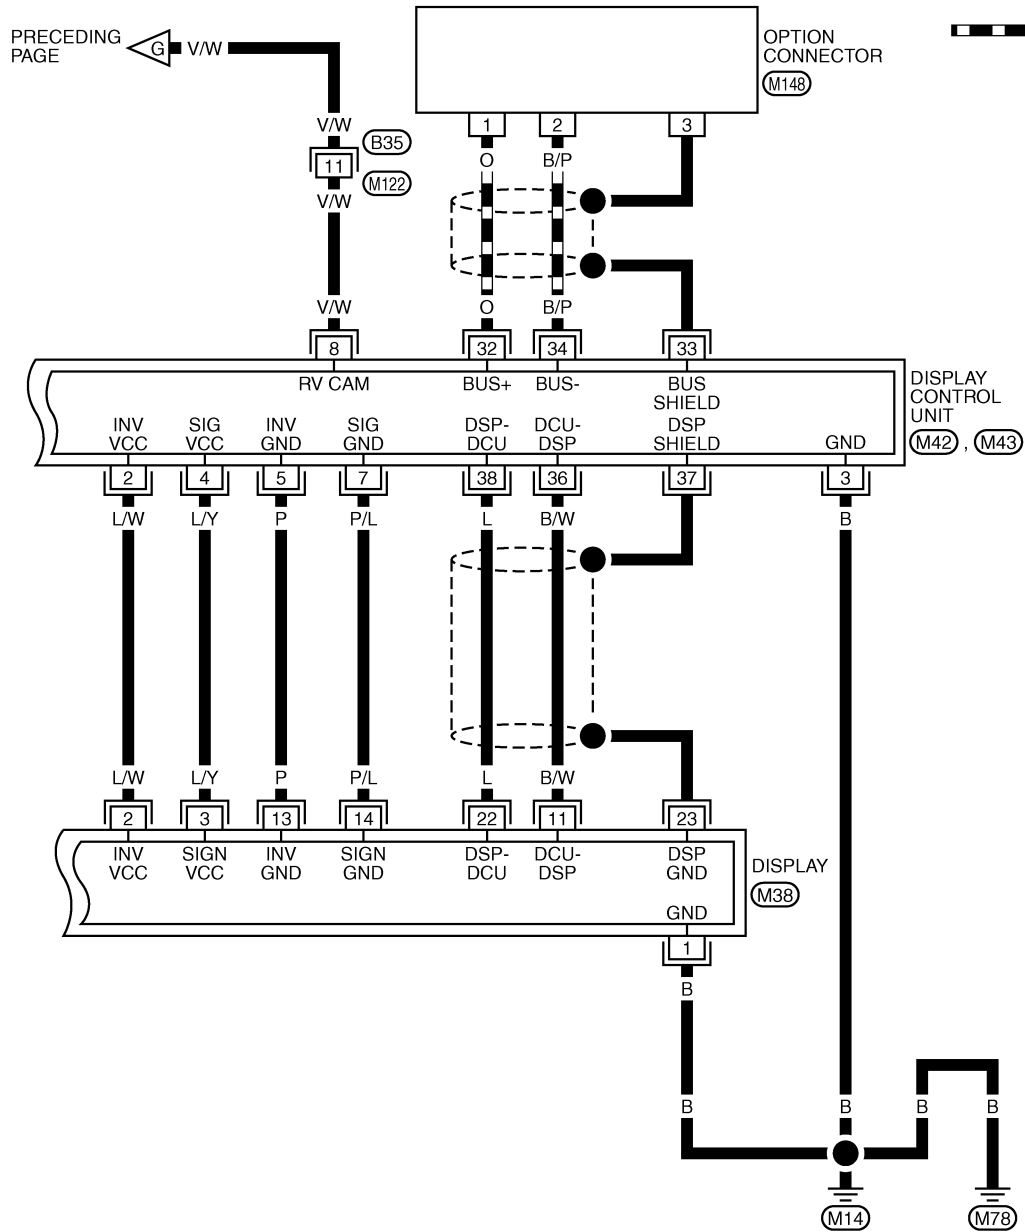 PRECEDING
PAGE
G
V/W
OPTION
CONNECTOR
M148
1 2 3
V/W
B35
11
M122
V/W
O B/P
V/W O B/P
8 32 34 33
RV CAM BUS+ BUS- BUS
SHIELD
DISPLAY
CONTROL
UNIT
M42 , M43
INV
VCC
SIG
VCC
INV
GND
SIG
GND
DSP-
DCU
DCU-
DSP
DSP
SHIELD
GND
2 4 5 7 38 36 37 3
L/W L/Y P P/L L B/W B
L/W L/Y P P/L L B/W
2 3 13 14 22 11 23
INV
VCC
SIGN
VCC
INV
GND
SIGN
GND
DSP-
DCU
DCU-
DSP
DSP
GND
DISPLAY
M38
GND
1
B
B B B B
M14 M78